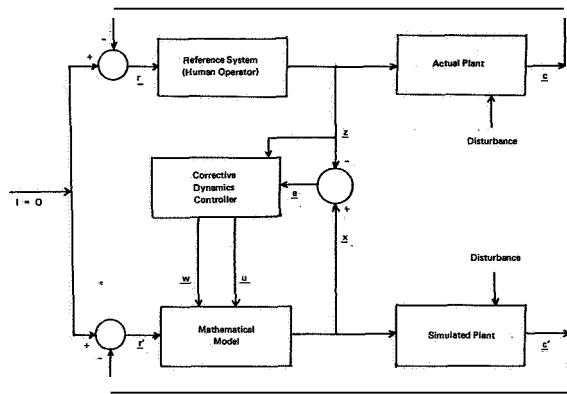 -
+
r
Reference System
(Human Operator)
Actual Plant
c
Disturbance
z
-
Corrective
Dynamics
Controller
e
+
I = 0
x
w
u
Disturbance
+
-
r'
Mathematical
Model
Simulated Plant
c'